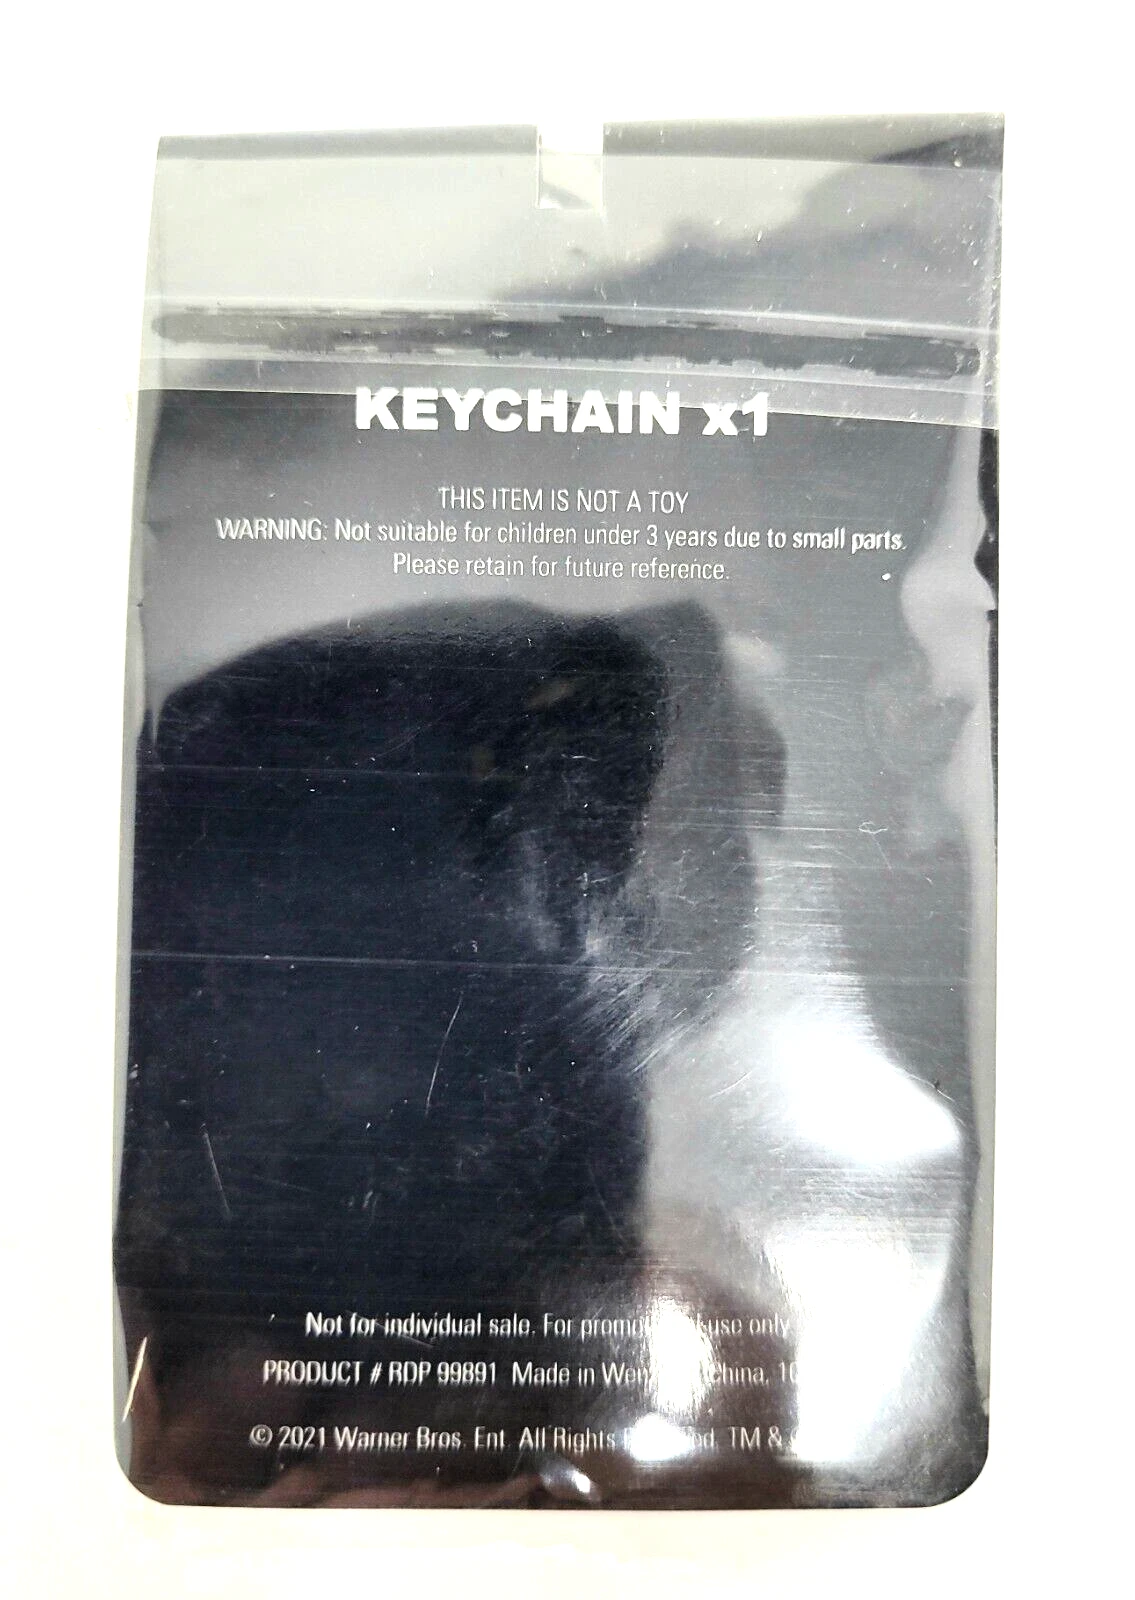 KEYCHAIN x1
THIS ITEM IS NOT A TOY
WARNING: Not suitable for children under 3 years due to small parts.
Please retain for future reference.
Not for individual sale. For use only
PRODUCT # RDP 99891 Made in China,
© 2021 Warner Bros. Ent. All Rights TM &